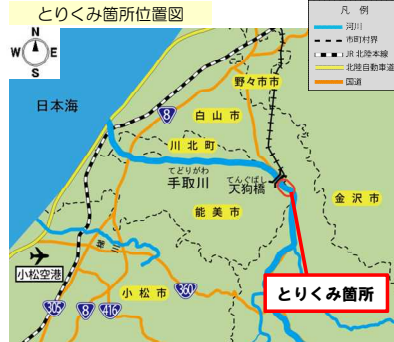 とりくみ箇所位置図
凡 例
河川
市町村界
JR北陸本線
北陸自動車道
国道
N
W E
S
日本海
野々市市
8
白山市
川北町
てどりがわ
手取川
てんぐばし
天狗橋
金沢市
能美市
梯川
小松空港
とりくみ箇所
小松市
360
305
8
416